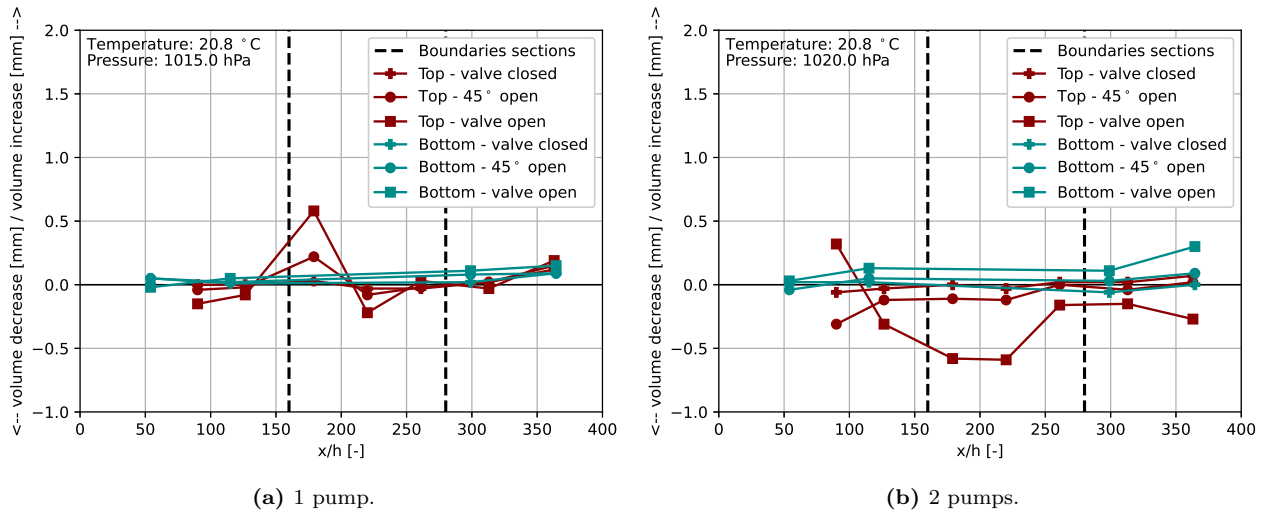 <-- volume decrease [mm] / volume increase [mm] -->
2.0
1.5
1.0
0.5
0.0
−0.5
−1.0
Temperature: 20.8 °C
Pressure: 1015.0 hPa
Boundaries sections
Top - valve closed
Top - 45° open
Top - valve open
Bottom - valve closed
Bottom - 45° open
Bottom - valve open
0 50 100 150 200 250 300 350 400
x/h [-]
(a) 1 pump.
<-- volume decrease [mm] / volume increase [mm] -->
2.0
1.5
1.0
0.5
0.0
−0.5
−1.0
Temperature: 20.8 °C
Pressure: 1020.0 hPa
Boundaries sections
Top - valve closed
Top - 45° open
Top - valve open
Bottom - valve closed
Bottom - 45° open
Bottom - valve open
0 50 100 150 200 250 300 350 400
x/h [-]
(b) 2 pumps.